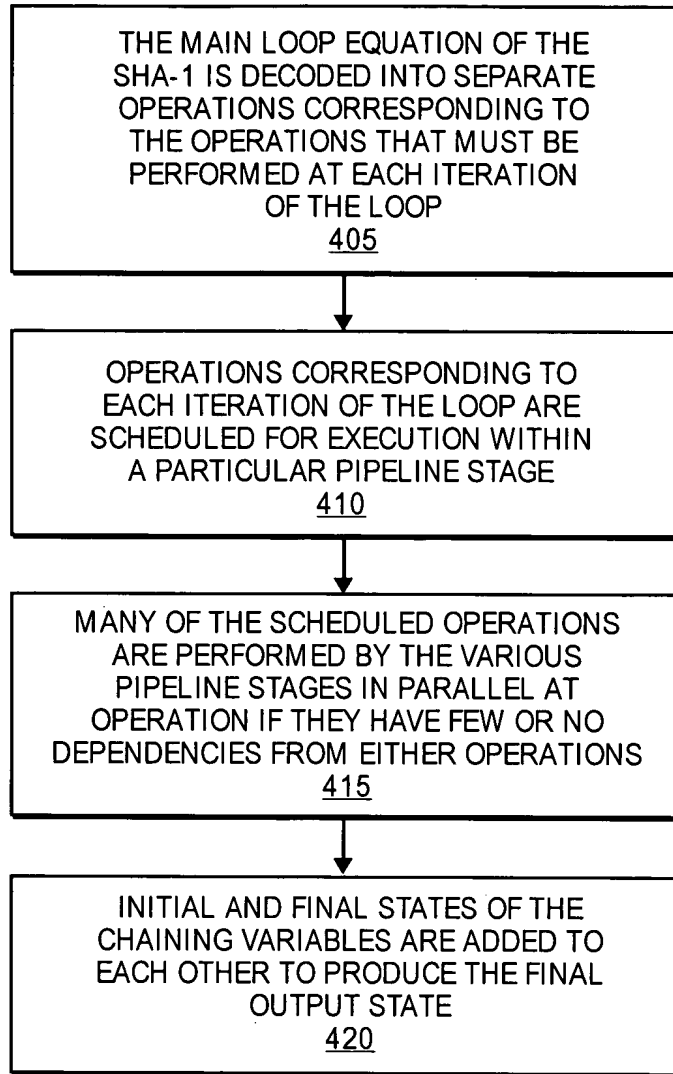 THE MAIN LOOP EQUATION OF THE
SHA-1 IS DECODED INTO SEPARATE
OPERATIONS CORRESPONDING TO
THE OPERATIONS THAT MUST BE
PERFORMED AT EACH ITERATION
OF THE LOOP
405
OPERATIONS CORRESPONDING TO
EACH ITERATION OF THE LOOP ARE
SCHEDULED FOR EXECUTION WITHIN
A PARTICULAR PIPELINE STAGE
410
MANY OF THE SCHEDULED OPERATIONS
ARE PERFORMED BY THE VARIOUS
PIPELINE STAGES IN PARALLEL AT
OPERATION IF THEY HAVE FEW OR NO
DEPENDENCIES FROM EITHER OPERATIONS
415
INITIAL AND FINAL STATES OF THE
CHAINING VARIABLES ARE ADDED TO
EACH OTHER TO PRODUCE THE FINAL
OUTPUT STATE
420